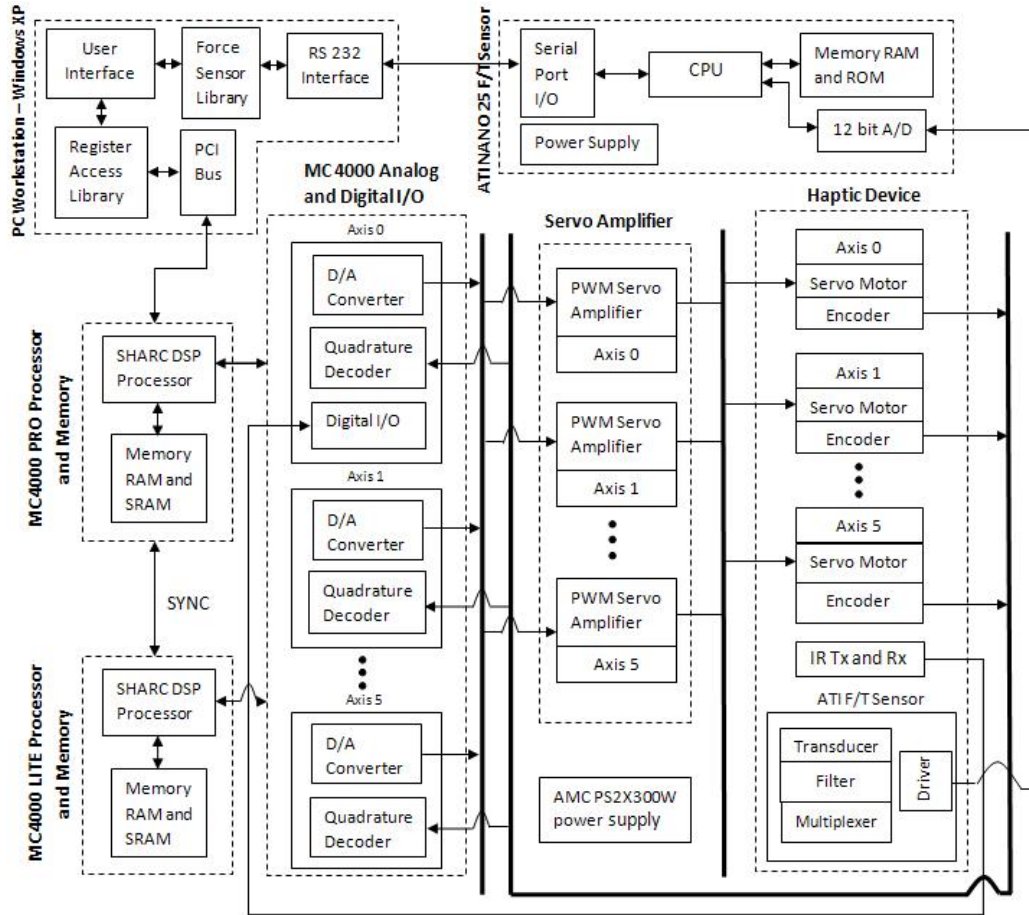 PC Workstation – Windows XP
User
Interface
Force
Sensor
Library
RS 232
Interface
Register
Access
Library
PCI
Bus
ATI NANO 25 F/T Sensor
Serial
Port
I/O
CPU
Memory RAM
and ROM
12 bit A/D
Power Supply
MC4000 PRO Processor
and Memory
SHARC DSP
Processor
Memory
RAM and
SRAM
SYNC
MC4000 LITE Processor
and Memory
SHARC DSP
Processor
Memory
RAM and
SRAM
MC4000 Analog
and Digital I/O
Axis 0
D/A
Converter
Quadrature
Decoder
Digital I/O
Axis 1
D/A
Converter
Quadrature
Decoder
Axis 5
D/A
Converter
Quadrature
Decoder
Servo Amplifier
PWM Servo
Amplifier
Axis 0
PWM Servo
Amplifier
Axis 1
PWM Servo
Amplifier
Axis 5
AMC PS2X300W
power supply
Haptic Device
Axis 0
Servo Motor
Encoder
Axis 1
Servo Motor
Encoder
Axis 5
Servo Motor
Encoder
IR Tx and Rx
ATI F/T Sensor
Transducer
Filter
Multiplexer
Driver